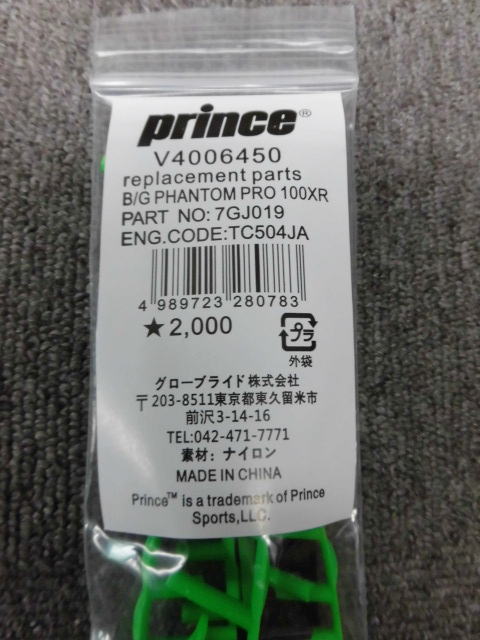 prince®
V4006450
replacement parts
B/G PHANTOM PRO 100XR
PART NO: 7GJ019
ENG.CODE:TC504JA
4 989723 280783
★2,000
プラ
外袋
グローブライド株式会社
〒203-8511東京都東久留米市
前沢3-14-16
TEL:042-471-7771
素材: ナイロン
MADE IN CHINA
Prince™ is a trademark of Prince
Sports,LLC.